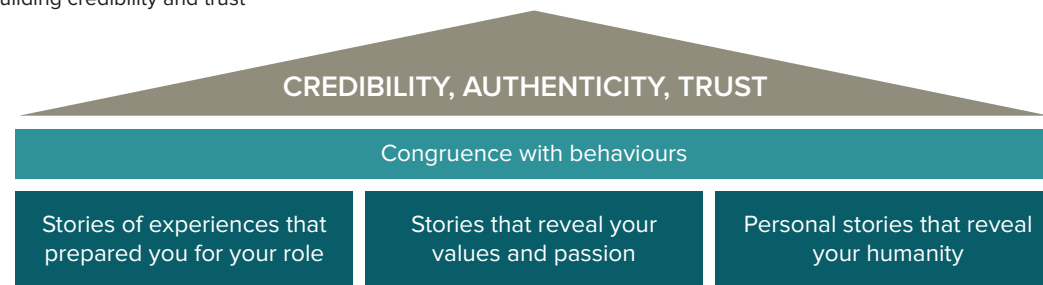 building credibility and trust
CREDIBILITY, AUTHENTICITY, TRUST
Congruence with behaviours
Stories of experiences that
prepared you for your role
Stories that reveal your
values and passion
Personal stories that reveal
your humanity